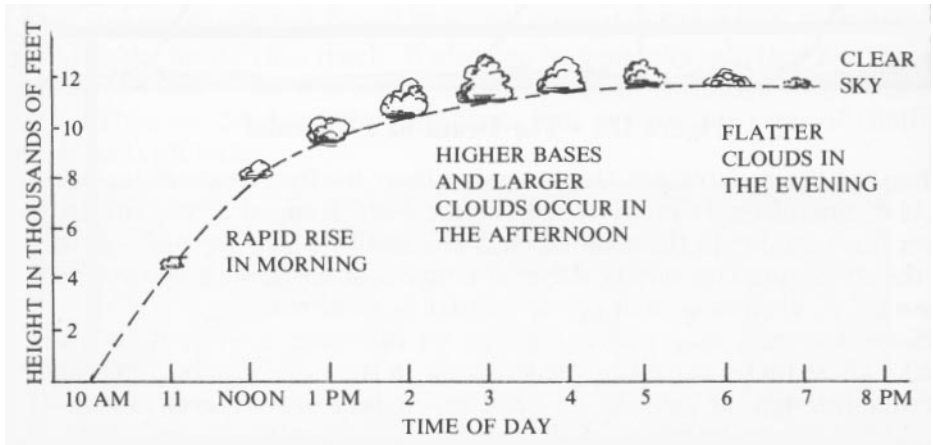 HEIGHT IN THOUSANDS OF FEET
12
10
8
6
4
2
CLEAR
SKY
HIGHER BASES
AND LARGER
CLOUDS OCCUR IN
THE AFTERNOON
FLATTER
CLOUDS IN
THE EVENING
RAPID RISE
IN MORNING
10 AM 11 NOON 1 PM 2 3 4 5 6 7 8 PM
TIME OF DAY